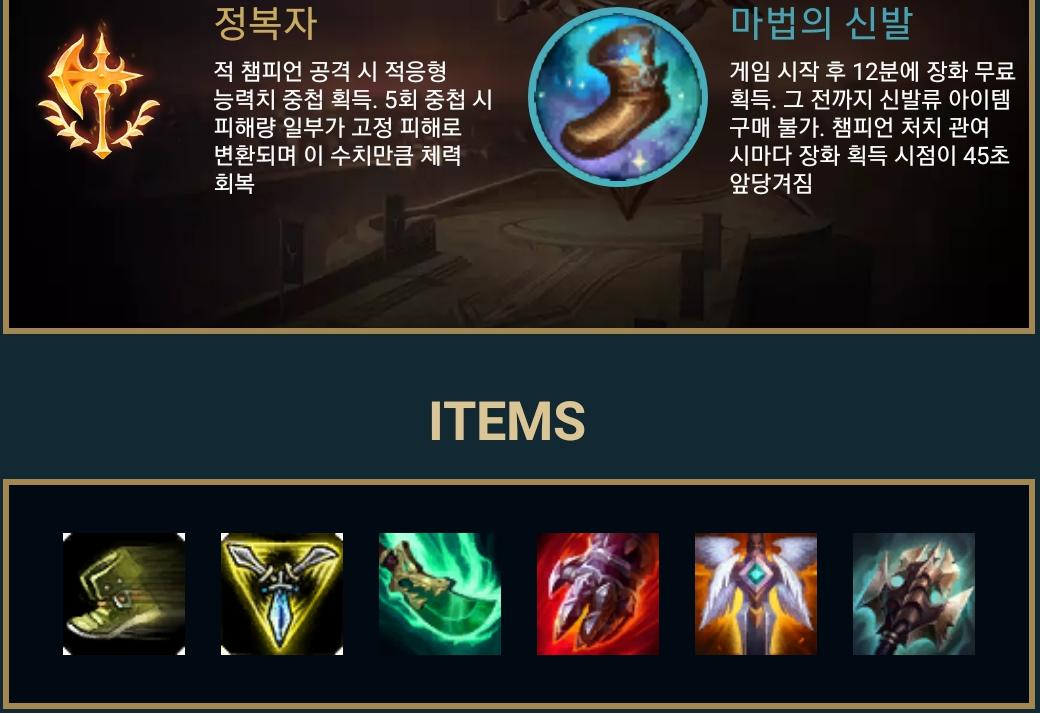 정복자
적 챔피언 공격 시 적응형
능력치 중첩 획득. 5회 중첩 시
피해량 일부가 고정 피해로
변환되며 이 수치만큼 체력
회복
마법의 신발
게임 시작 후 12분에 장화 무료
획득. 그 전까지 신발류 아이템
구매 불가. 챔피언 처치 관여
시마다 장화 획득 시점이 45초
앞당겨짐
ITEMS